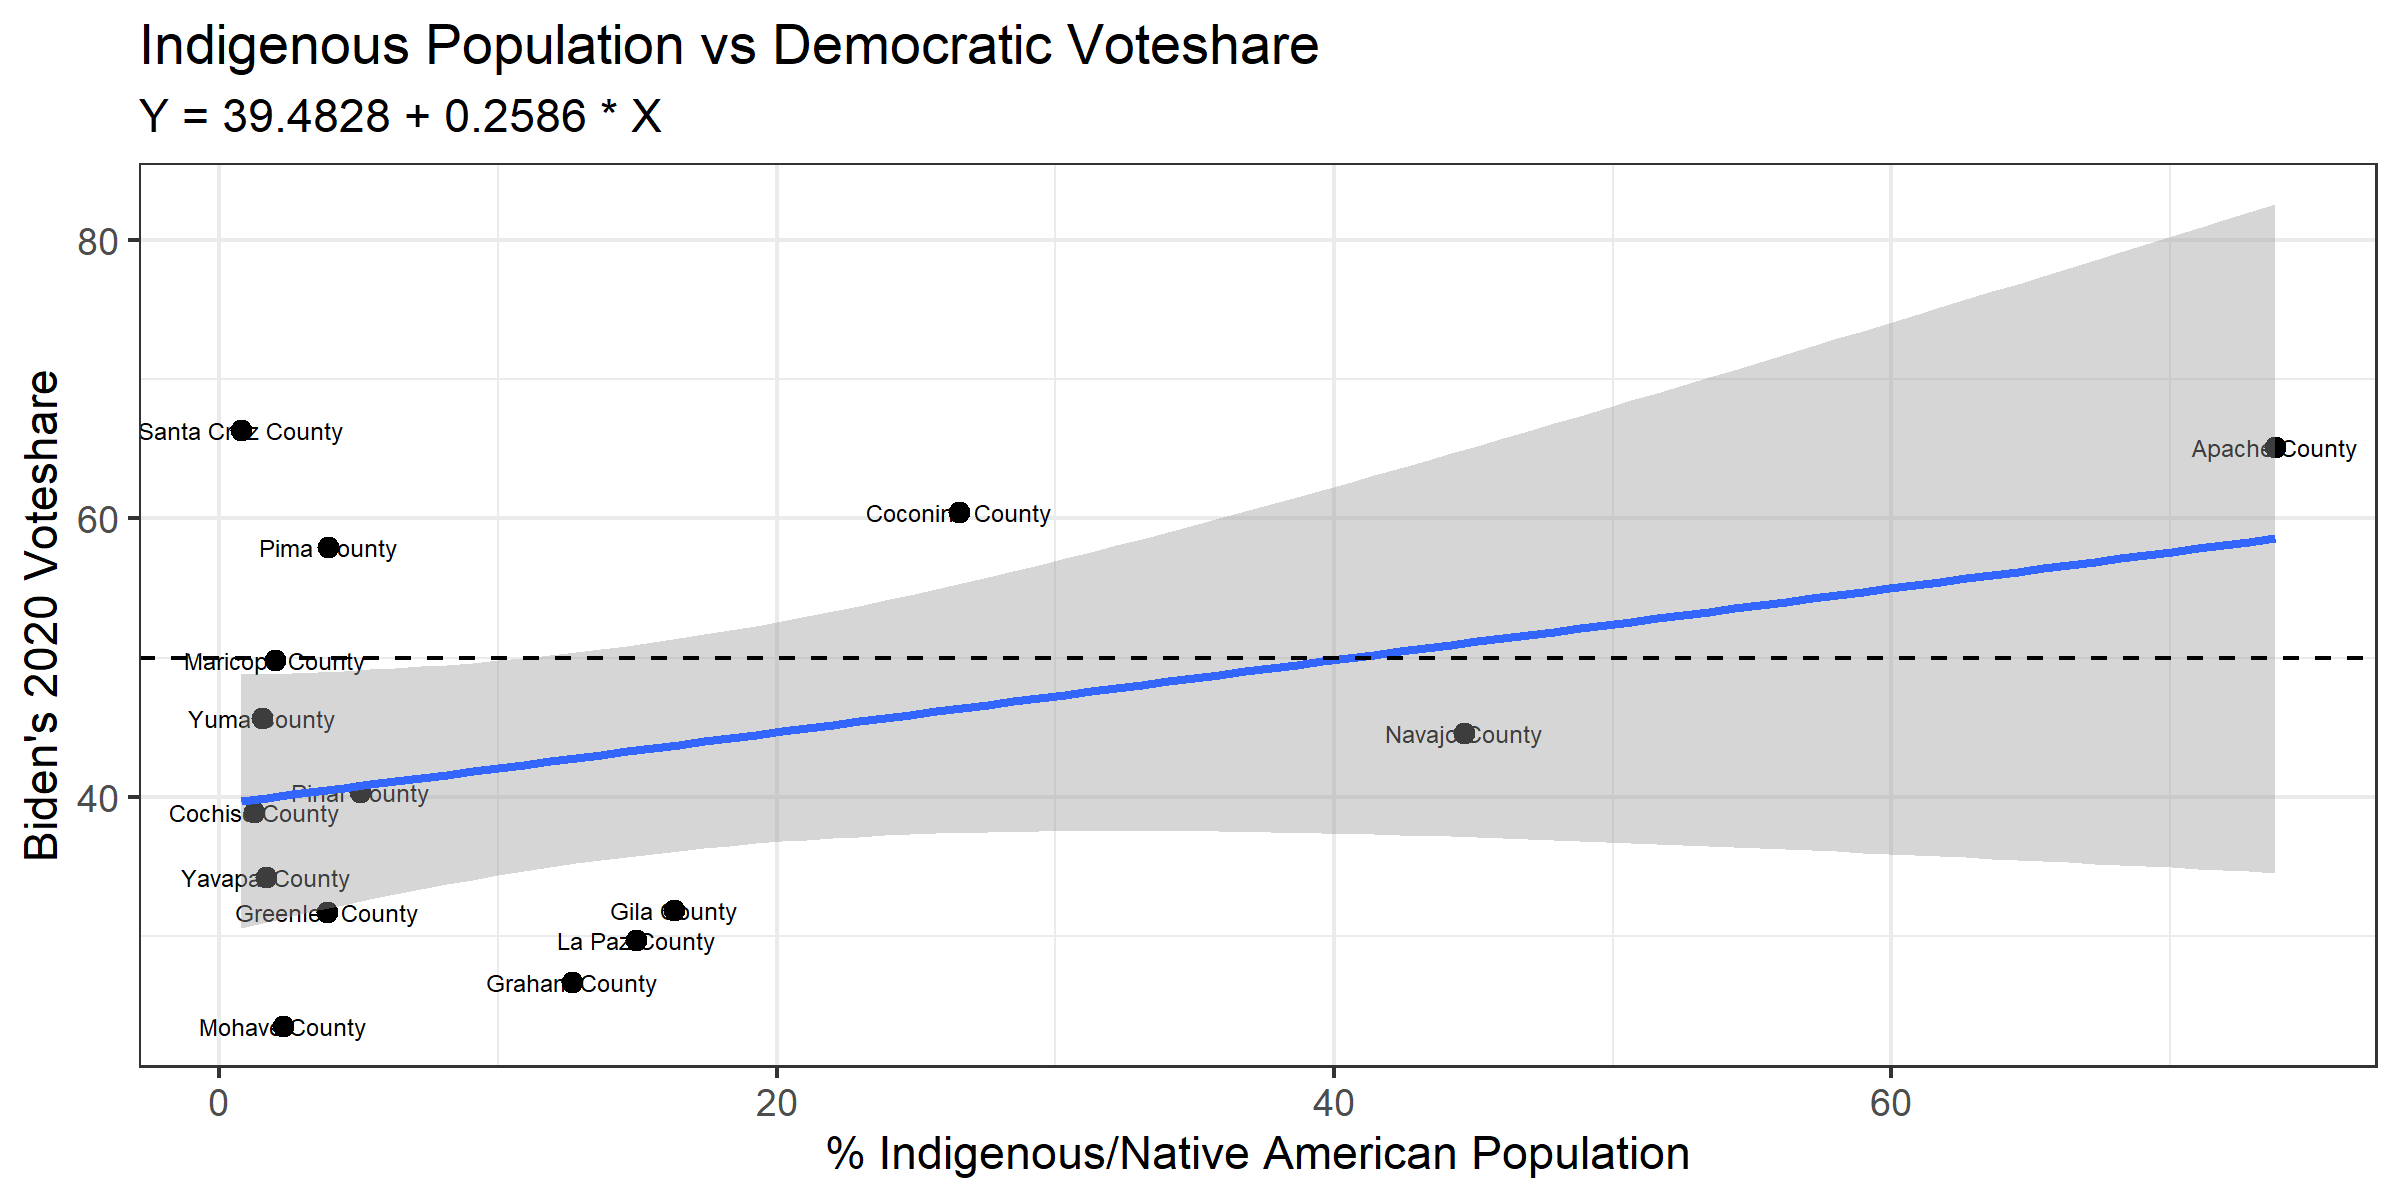 Indigenous Population vs Democratic Voteshare
Y = 39.4828 + 0.2586 * X
Biden's 2020 Voteshare
80
60
40
Santa Cruz County
Apache County
Coconino County
Pima County
Maricopa County
Yuma County
Navajo County
Pinal County
Cochise County
Yavapai County
Greenlee County
Gila County
La Paz County
Graham County
Mohave County
0
20
40
60
% Indigenous/Native American Population